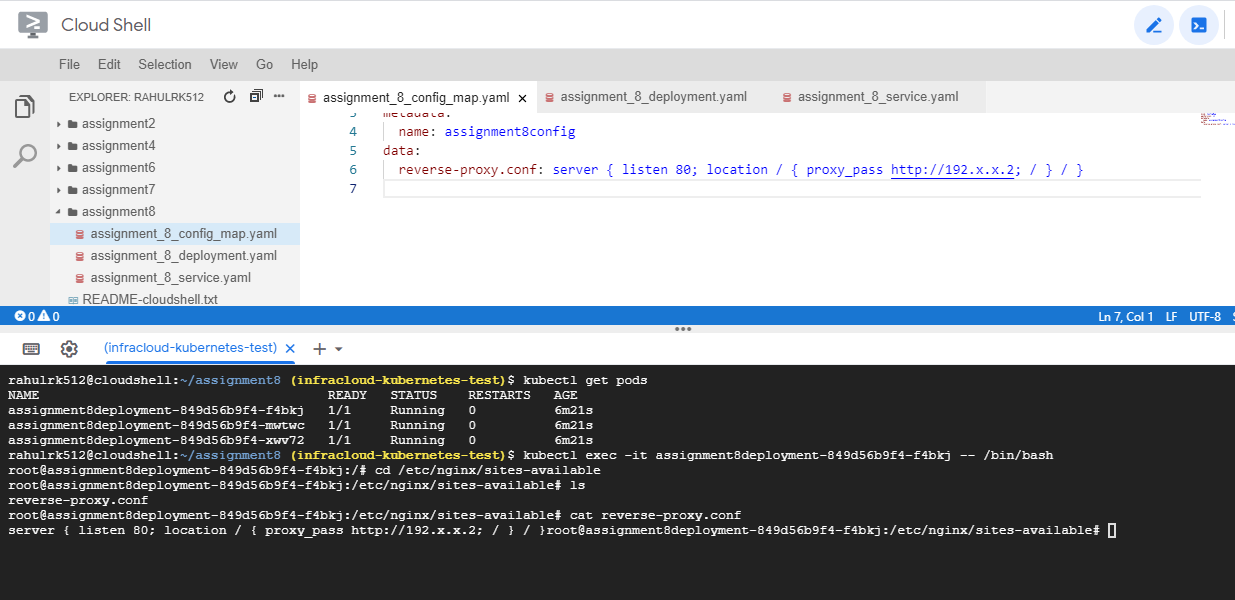 Cloud Shell
File Edit Selection View Go Help
EXPLORER: RAHULRK512
assignment2
assignment4
assignment6
assignment7
assignment8
assignment_8_config_map.yaml
assignment_8_deployment.yaml
assignment_8_service.yaml
README-cloudshell.txt
assignment_8_config_map.yaml × assignment_8_deployment.yaml assignment_8_service.yaml
3 metadata:
4 name: assignment8config
5 data:
6 reverse-proxy.conf: server { listen 80; location / { proxy_pass http://192.x.x.2; / } / }
7
0 0 Ln 7, Col 1 LF UTF-8
(infracloud-kubernetes-test) ×
rahulrk512@cloudshell:~/assignment8 (infracloud-kubernetes-test)$ kubectl get pods
NAME READY STATUS RESTARTS AGE
assignment8deployment-849d56b9f4-f4bkj 1/1 Running 0 6m21s
assignment8deployment-849d56b9f4-mwtwc 1/1 Running 0 6m21s
assignment8deployment-849d56b9f4-xwv72 1/1 Running 0 6m21s
rahulrk512@cloudshell:~/assignment8 (infracloud-kubernetes-test)$ kubectl exec -it assignment8deployment-849d56b9f4-f4bkj -- /bin/bash
root@assignment8deployment-849d56b9f4-f4bkj:/# cd /etc/nginx/sites-available
root@assignment8deployment-849d56b9f4-f4bkj:/etc/nginx/sites-available# ls
reverse-proxy.conf
root@assignment8deployment-849d56b9f4-f4bkj:/etc/nginx/sites-available# cat reverse-proxy.conf
server { listen 80; location / { proxy_pass http://192.x.x.2; / } / }root@assignment8deployment-849d56b9f4-f4bkj:/etc/nginx/sites-available#